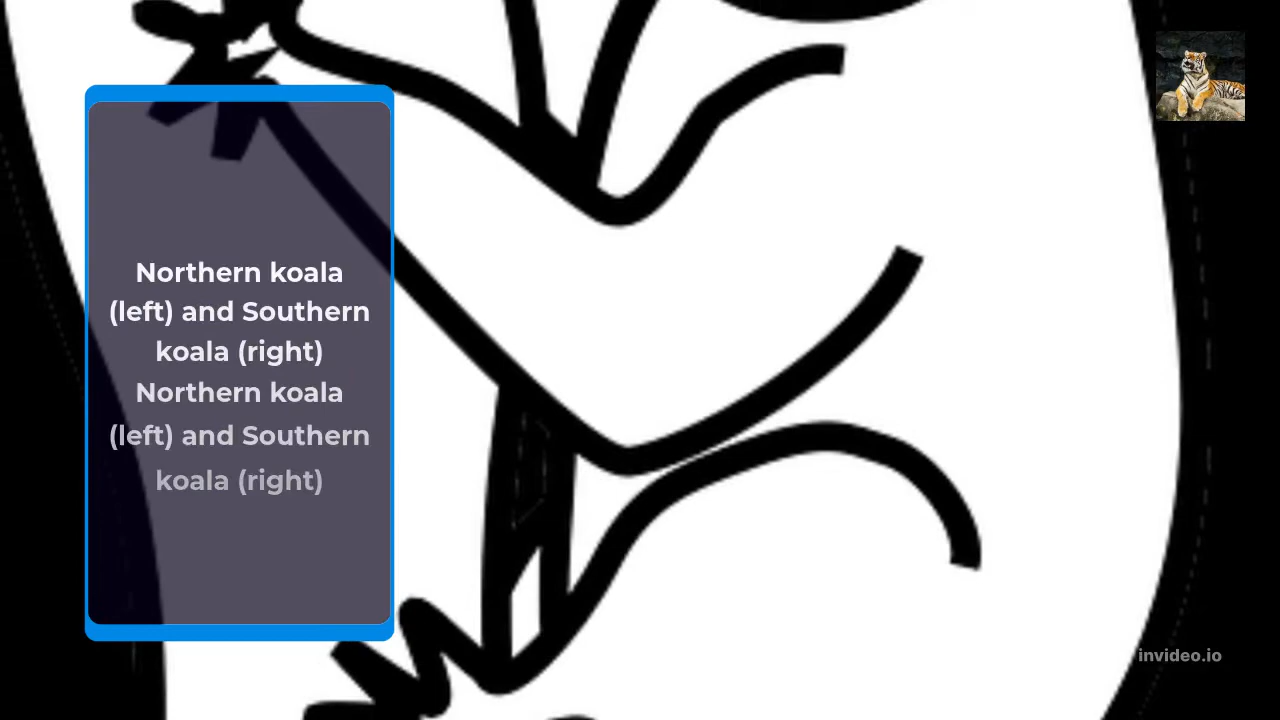 Northern koala
(left) and Southern
koala (right)
Northern koala
(left) and Southern
koala (right)
invideo.io